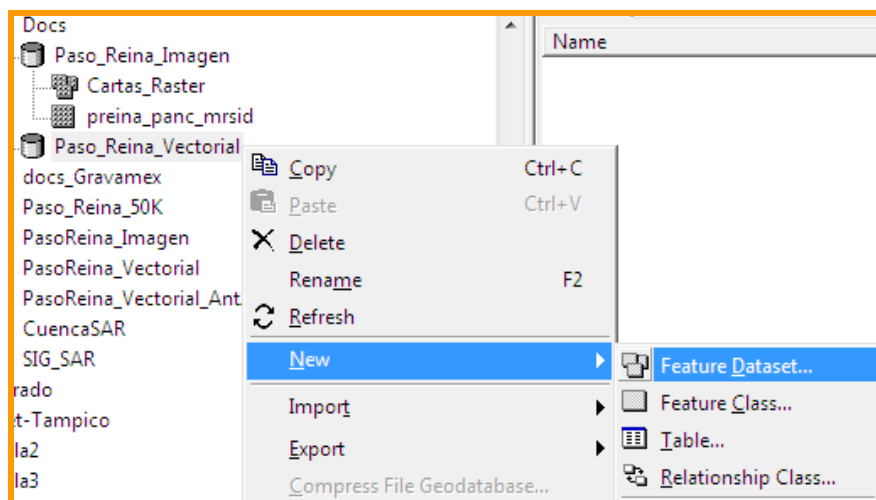 Docs
Paso_Reina_Imagen
Cartas_Raster
preina_panc_mrsid
Paso_Reina_Vectorial
docs_Gravamex
Paso_Reina_50K
PasoReina_Imagen
PasoReina_Vectorial
PasoReina_Vectorial_Ant
CuencaSAR
SIG_SAR
rado
t-Tampico
la2
la3
Name
Copy Ctrl+C
Paste Ctrl+V
Delete
Rename F2
Refresh
New
Import
Export
Compress File Geodatabase...
Feature Dataset...
Feature Class...
Table...
Relationship Class...